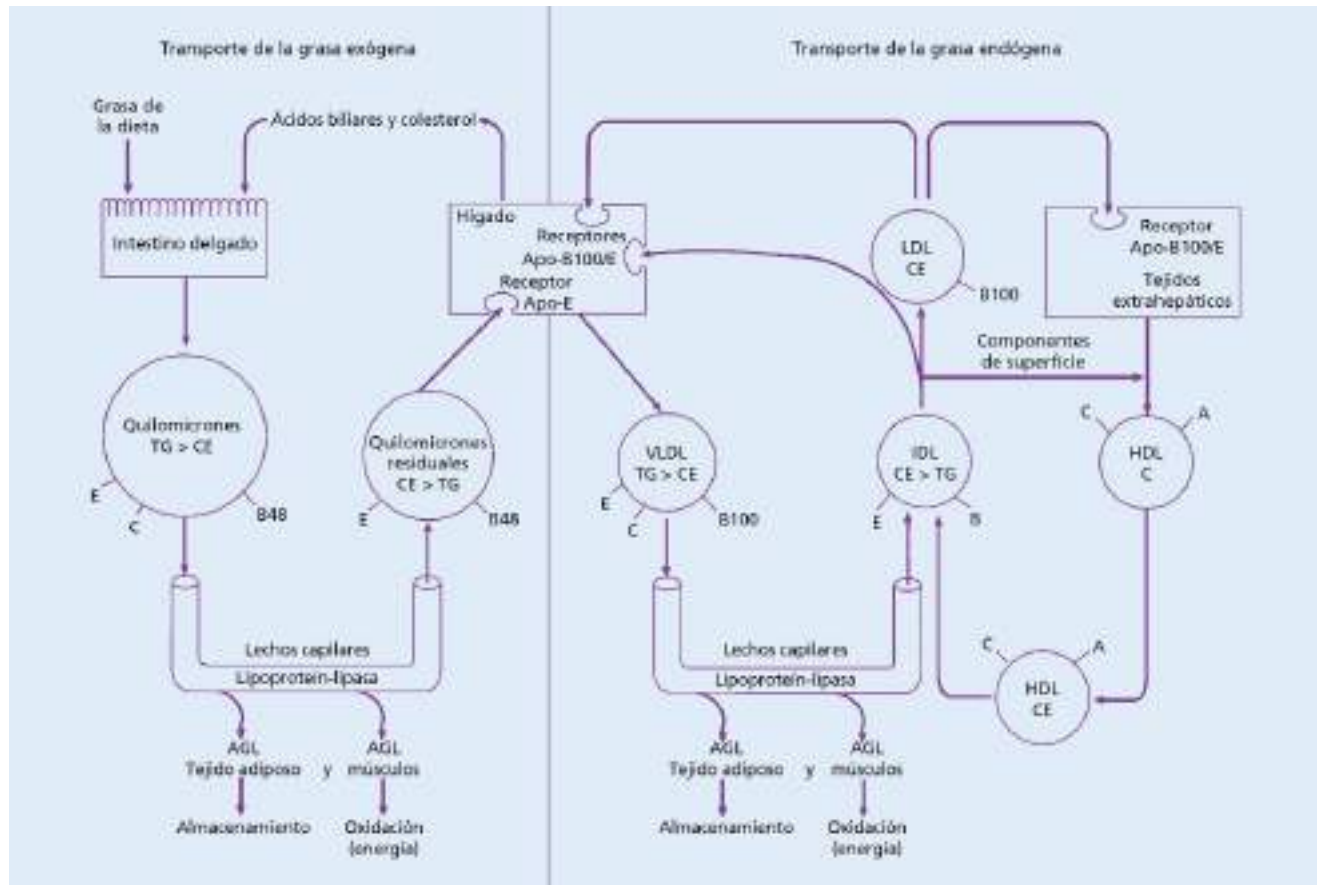 Transporte de la grasa exógena
Grasa de
la dieta
Ácidos biliares y colesterol
Intestino delgado
Hígado
Receptores
Apo-B100/E
Receptor
Apo-E
Quilomicrones
TG > CE
E
C
B48
Quilomicrones
residuales
CE > TG
E
B48
Lechos capilares
Lipoproteín-lipasa
AGL
Tejido adiposo
y
AGL
músculos
Almacenamiento
Oxidación
(energía)
Transporte de la grasa endógena
LDL
CE
B100
Receptor
Apo-B100/E
Tejidos
extrahepáticos
Componentes
de superficie
VLDL
TG > CE
E
C
B100
IDL
CE > TG
E
B
C
A
HDL
C
C
A
HDL
CE
Lechos capilares
Lipoproteín-lipasa
AGL
Tejido adiposo
y
AGL
músculos
Almacenamiento
Oxidación
(energía)